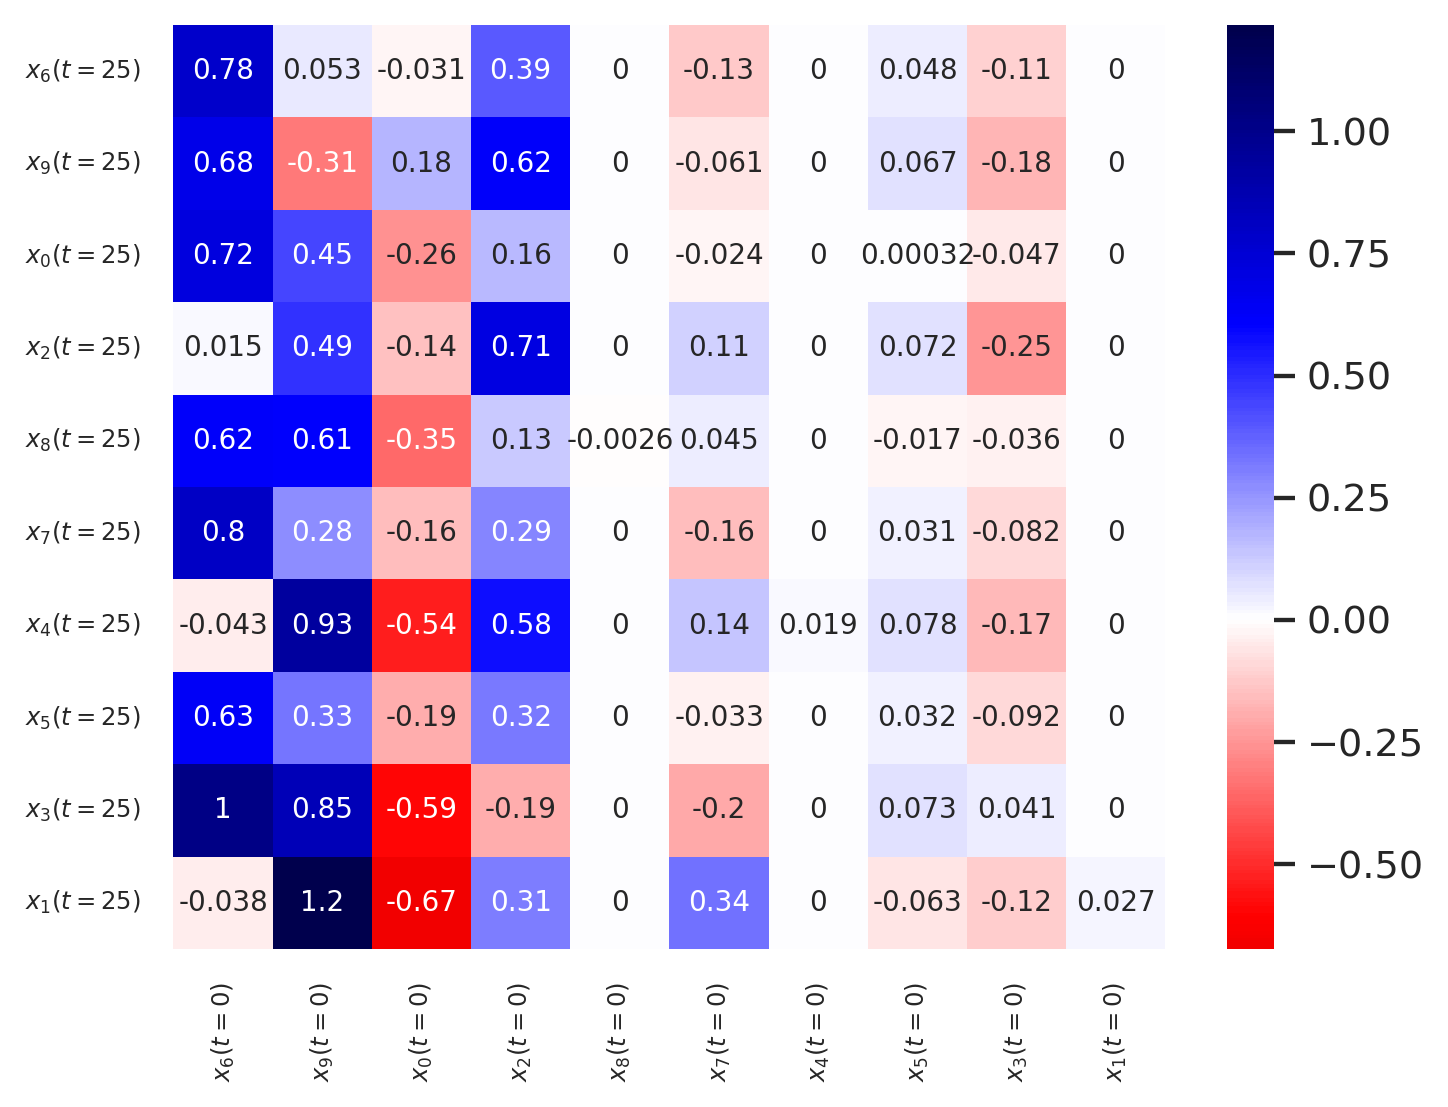 x₆(t = 25) 0.78 0.053 -0.031 0.39 0 -0.13 0 0.048 -0.11 0
x₉(t = 25) 0.68 -0.31 0.18 0.62 0 -0.061 0 0.067 -0.18 0
x₀(t = 25) 0.72 0.45 -0.26 0.16 0 -0.024 0 0.00032 -0.047 0
x₂(t = 25) 0.015 0.49 -0.14 0.71 0 0.11 0 0.072 -0.25 0
x₈(t = 25) 0.62 0.61 -0.35 0.13 -0.0026 0.045 0 -0.017 -0.036 0
x₇(t = 25) 0.8 0.28 -0.16 0.29 0 -0.16 0 0.031 -0.082 0
x₄(t = 25) -0.043 0.93 -0.54 0.58 0 0.14 0.019 0.078 -0.17 0
x₅(t = 25) 0.63 0.33 -0.19 0.32 0 -0.033 0 0.032 -0.092 0
x₃(t = 25) 1 0.85 -0.59 -0.19 0 -0.2 0 0.073 0.041 0
x₁(t = 25) -0.038 1.2 -0.67 0.31 0 0.34 0 -0.063 -0.12 0.027
x₆(t = 0) x₉(t = 0) x₀(t = 0) x₂(t = 0) x₈(t = 0) x₇(t = 0) x₄(t = 0) x₅(t = 0) x₃(t = 0) x₁(t = 0)
1.00
0.75
0.50
0.25
0.00
−0.25
−0.50